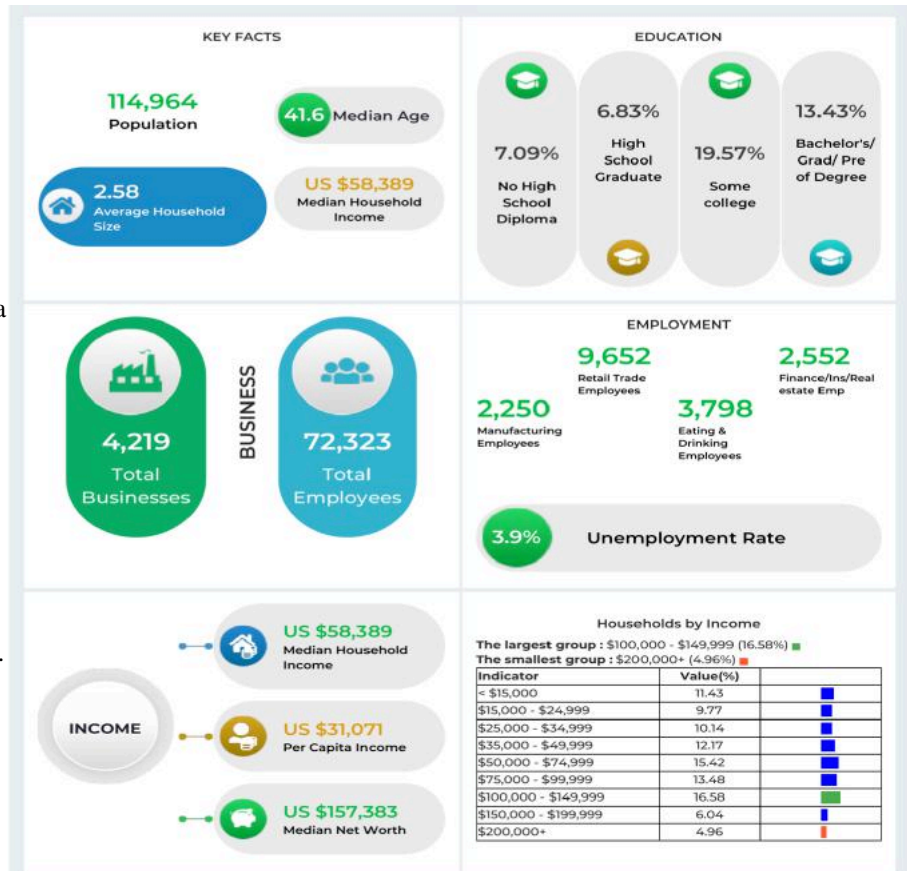 KEY FACTS
114,964
Population
41.6 Median Age
2.58
Average Household
Size
US $58,389
Median Household
Income
EDUCATION
7.09%
No High
School
Diploma
6.83%
High
School
Graduate
19.57%
Some
college
13.43%
Bachelor's/
Grad/ Pre
of Degree
a
4,219
Total
Businesses
BUSINESS
72,323
Total
Employees
EMPLOYMENT
2,250
Manufacturing
Employees
9,652
Retail Trade
Employees
3,798
Eating &
Drinking
Employees
2,552
Finance/Ins/Real
estate Emp
3.9% Unemployment Rate
.
INCOME
US $58,389
Median Household
Income
US $31,071
Per Capita Income
US $157,383
Median Net Worth
Households by Income
The largest group : $100,000 - $149,999 (16.58%)
The smallest group : $200,000+ (4.96%)
Indicator Value(%)
< $15,000 11.43
$15,000 - $24,999 9.77
$25,000 - $34,999 10.14
$35,000 - $49,999 12.17
$50,000 - $74,999 15.42
$75,000 - $99,999 13.48
$100,000 - $149,999 16.58
$150,000 - $199,999 6.04
$200,000+ 4.96